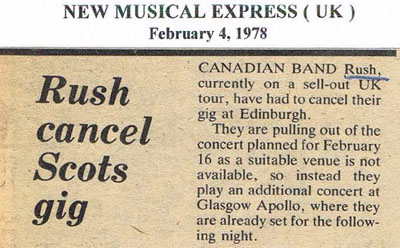 NEW MUSICAL EXPRESS ( UK )
February 4, 1978
Rush
cancel
Scots
gig
CANADIAN BAND Rush,
currently on a sell-out UK
tour, have had to cancel their
gig at Edinburgh.
They are pulling out of the
concert planned for February
16 as a suitable venue is not
available, so instead they
play an additional concert at
Glasgow Apollo, where they
are already set for the follow-
ing night.